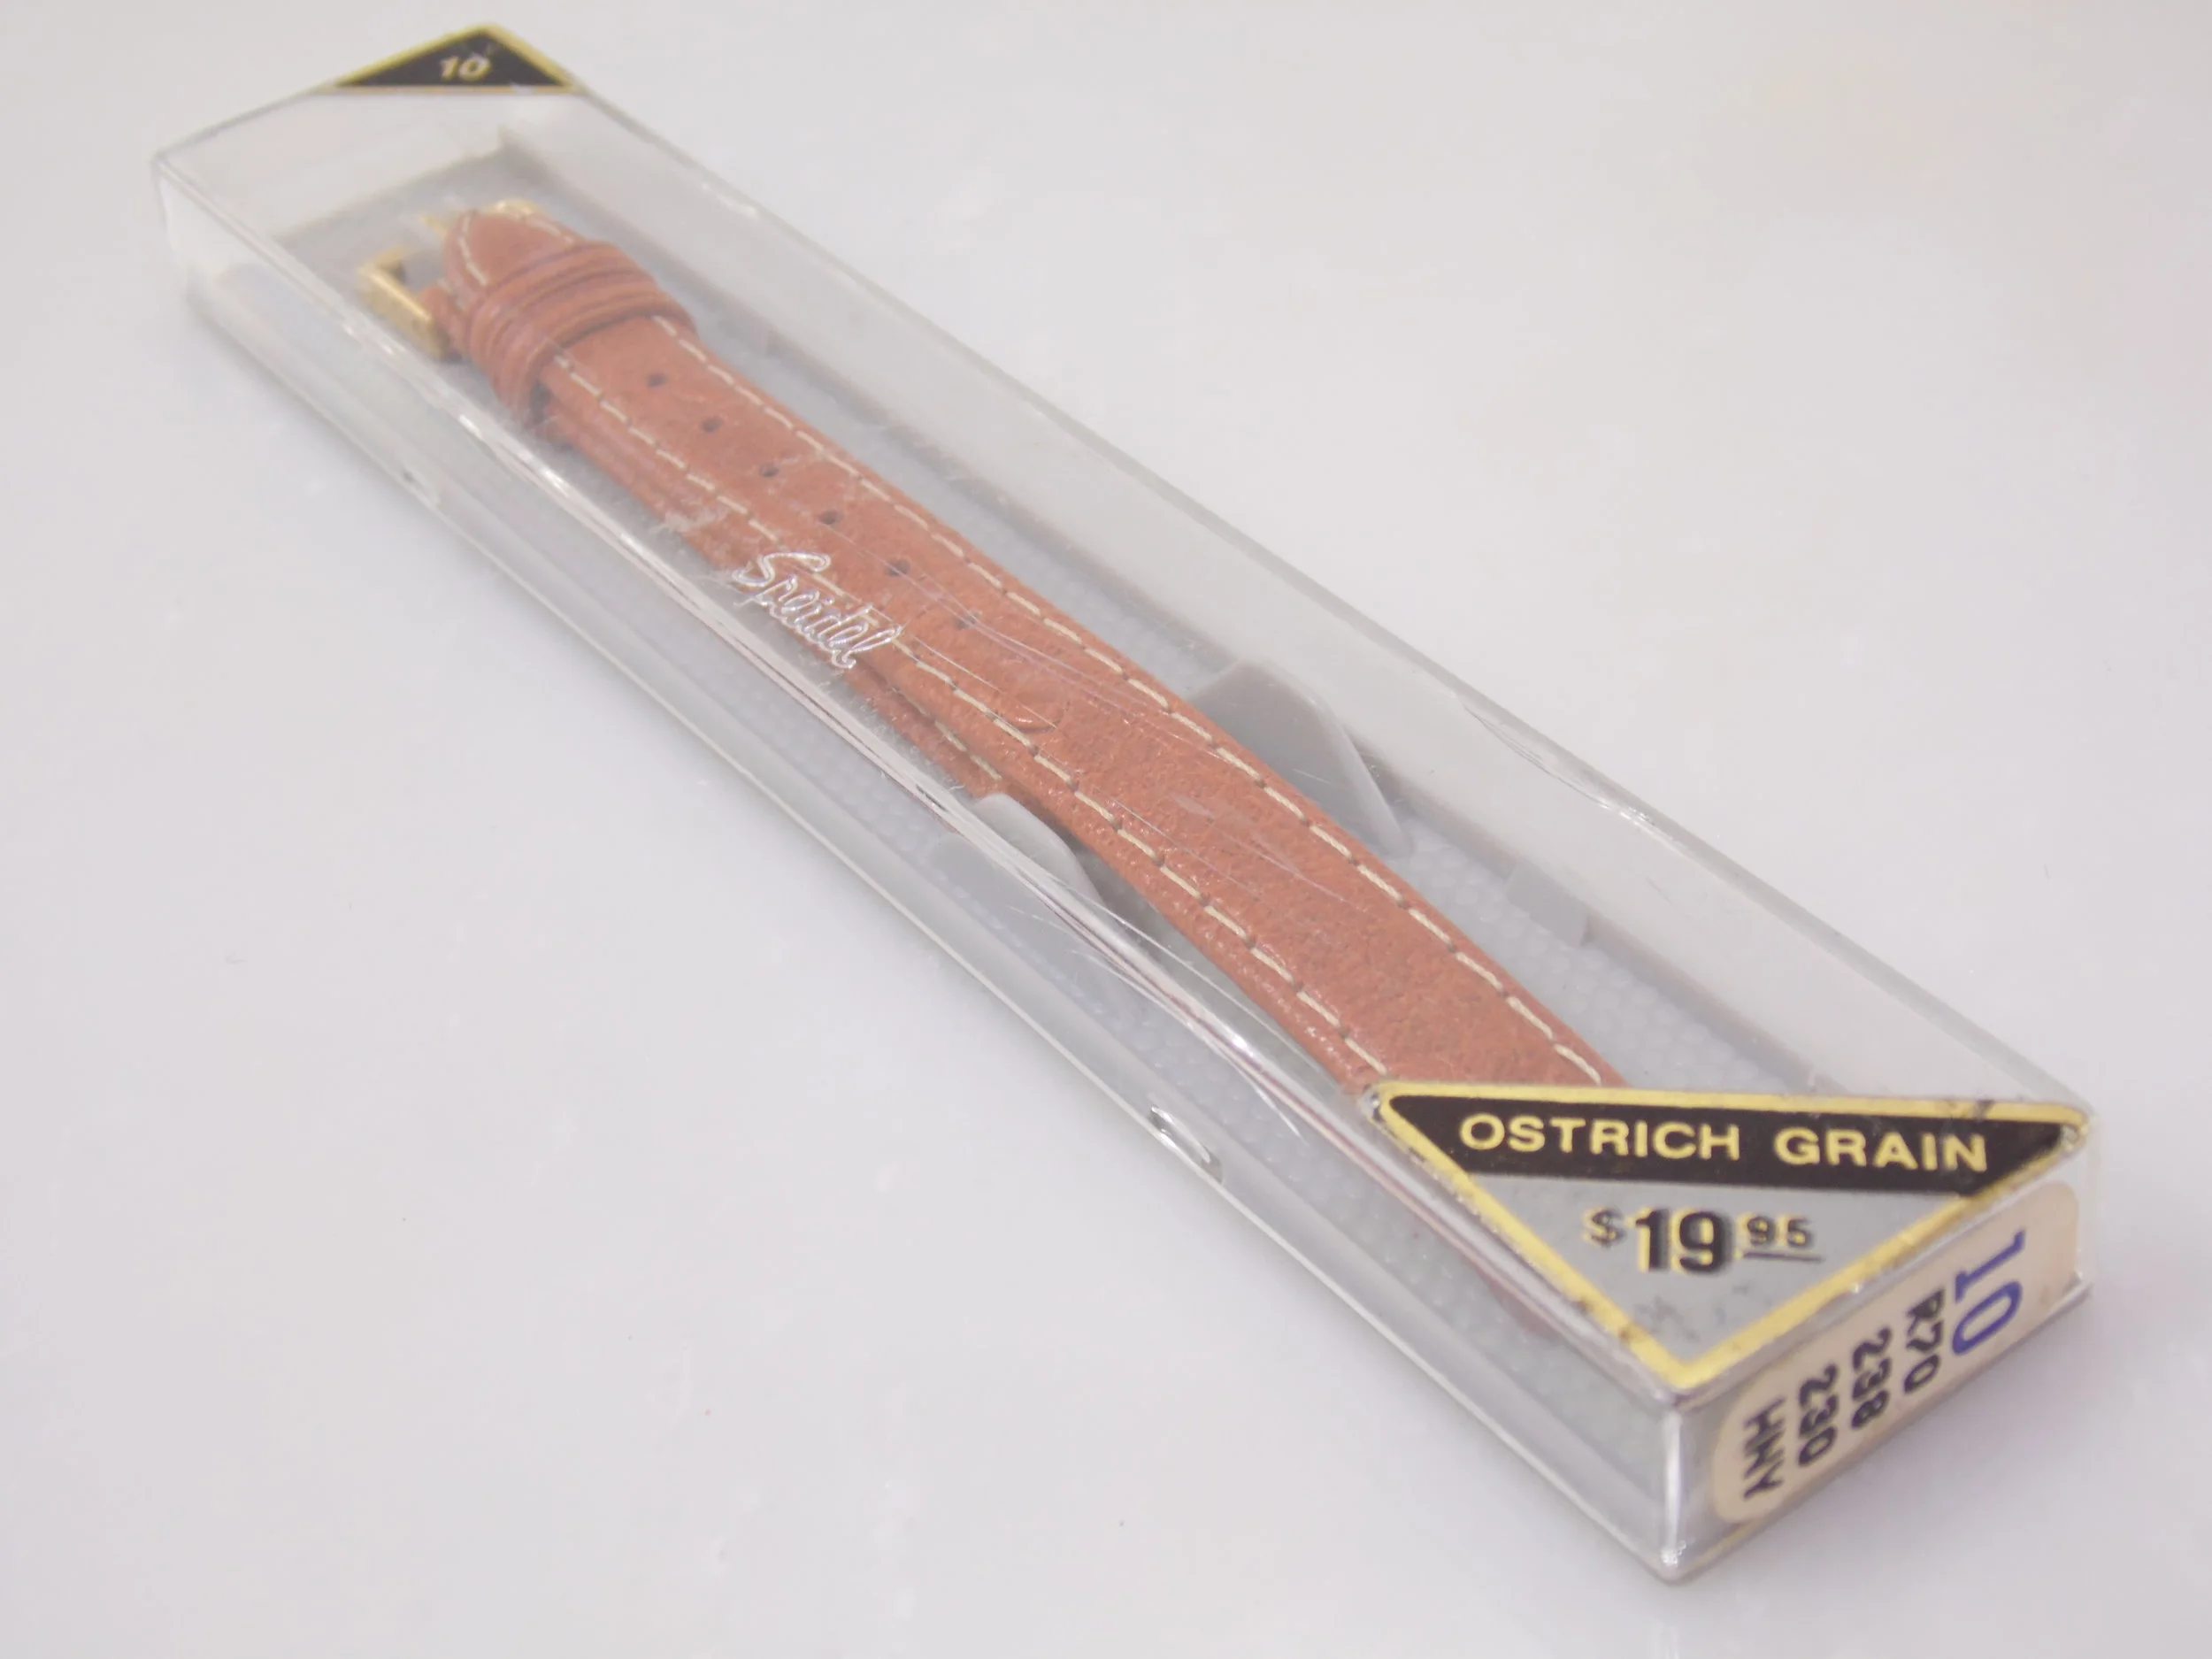 10
Speidel
OSTRICH GRAIN
$19.95
10
R70
238
230
HNY